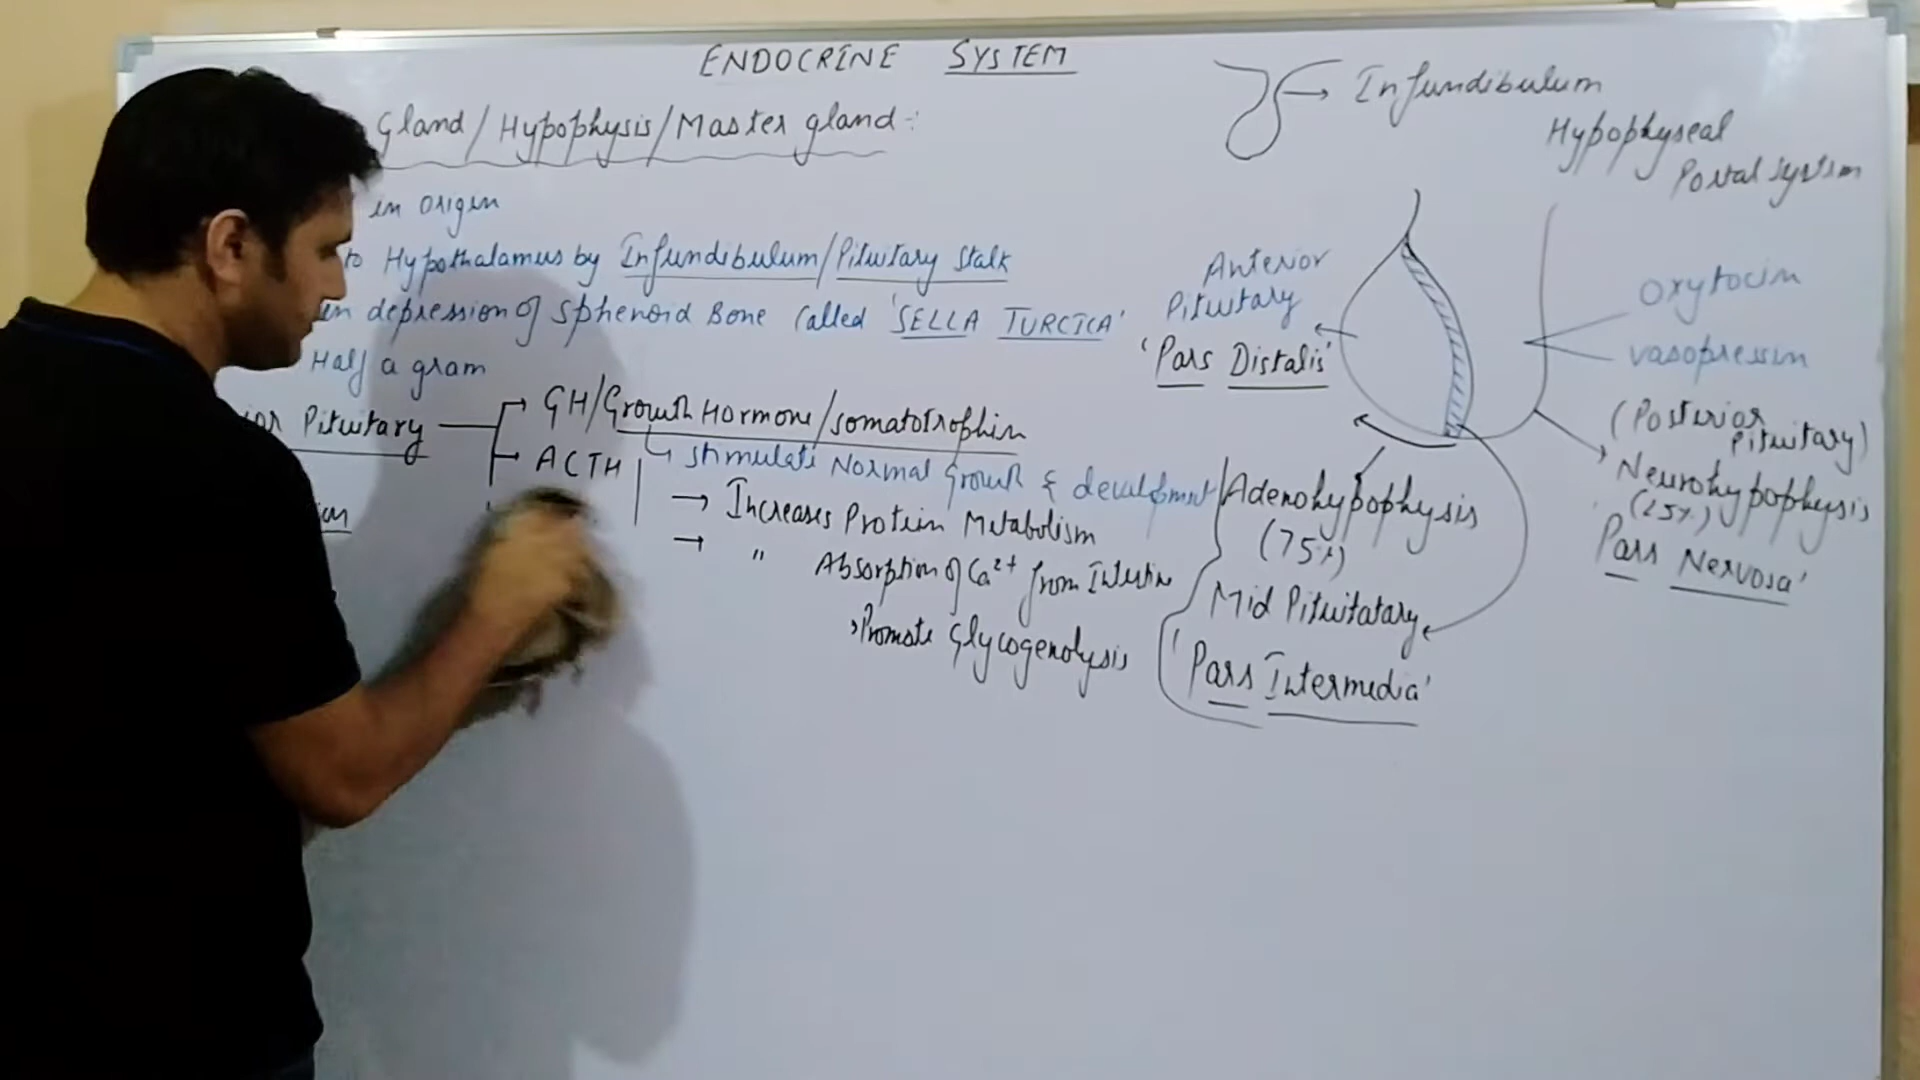 ENDOCRINE SYSTEM
Gland/Hypophysis/Master gland:
in origin
to Hypothalamus by Infundibulum/Pituitary Stalk
in depression of Sphenoid Bone Called 'SELLA TURCICA'
Half a gram
Pituitary
GH/Growth Hormone/somatotrophin
ACTH
stimulate Normal Growth & development
→ Increases Protein Metabolism
→ " Absorption of Ca2+ from Intestine
Promote Glycogenolysis
→ Infundibulum
Hypophyseal
Portal system
Anterior
Pituitary
'Pars Distalis'
Adenohypophysis
(75%)
Mid Pituitatary
'Pars Intermedia'
oxytocin
vasopressin
(Posterior
Pituitary)
Neurohypophysis
(25%)
Pars Nervosa'